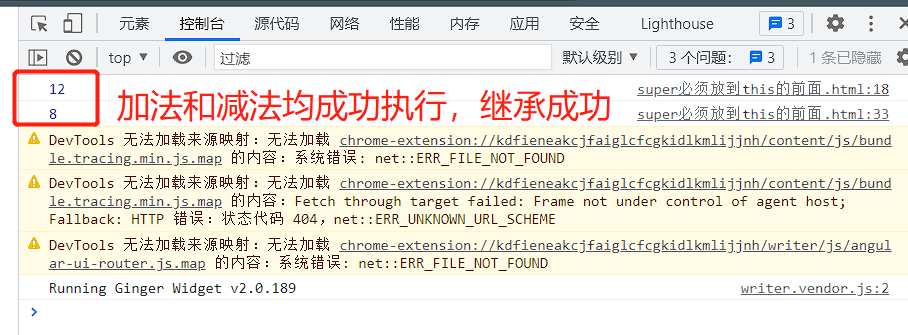 元素 控制台 源代码 网络 性能 内存 应用 安全 Lighthouse 3
top 过滤 默认级别 3 个问题: 3 1 条已隐藏
12 super必须放到this的前面.html:18
8 super必须放到this的前面.html:33
加法和减法均成功执行，继承成功
DevTools 无法加载来源映射：无法加载 chrome-extension://kdfieneakcjfaiglcfcgkidlkmlijjnh/content/js/bund
le.tracing.min.js.map 的内容：系统错误: net::ERR_FILE_NOT_FOUND
DevTools 无法加载来源映射：无法加载 chrome-extension://kdfieneakcjfaiglcfcgkidlkmlijjnh/content/js/bund
le.tracing.min.js.map 的内容：Fetch through target failed: Frame not under control of agent host;
Fallback: HTTP 错误：状态代码 404，net::ERR_UNKNOWN_URL_SCHEME
DevTools 无法加载来源映射：无法加载 chrome-extension://kdfieneakcjfaiglcfcgkidlkmlijjnh/writer/js/angul
ar-ui-router.js.map 的内容：系统错误: net::ERR_FILE_NOT_FOUND
Running Ginger Widget v2.0.189 writer.vendor.js:2